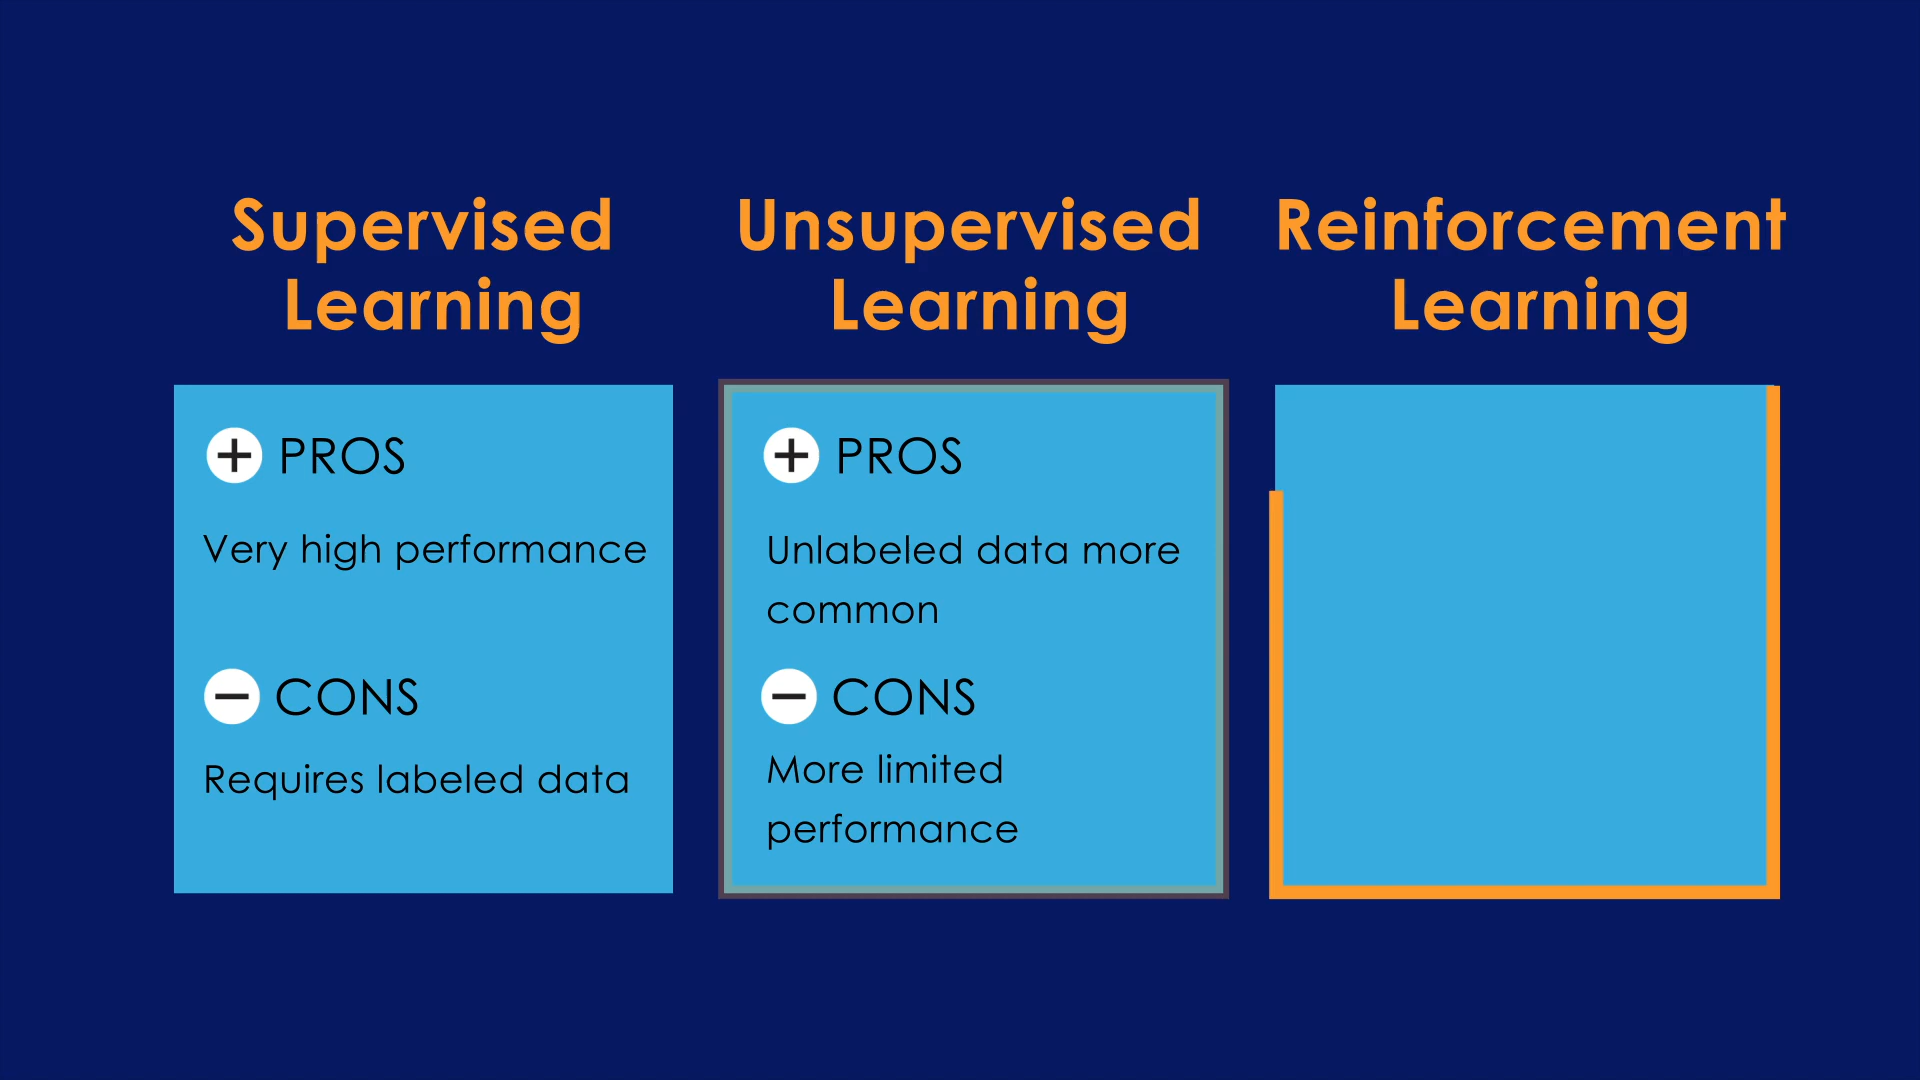 Supervised
Learning
PROS
Very high performance
CONS
Requires labeled data
Unsupervised
Learning
PROS
Unlabeled data more
common
CONS
More limited
performance
Reinforcement
Learning